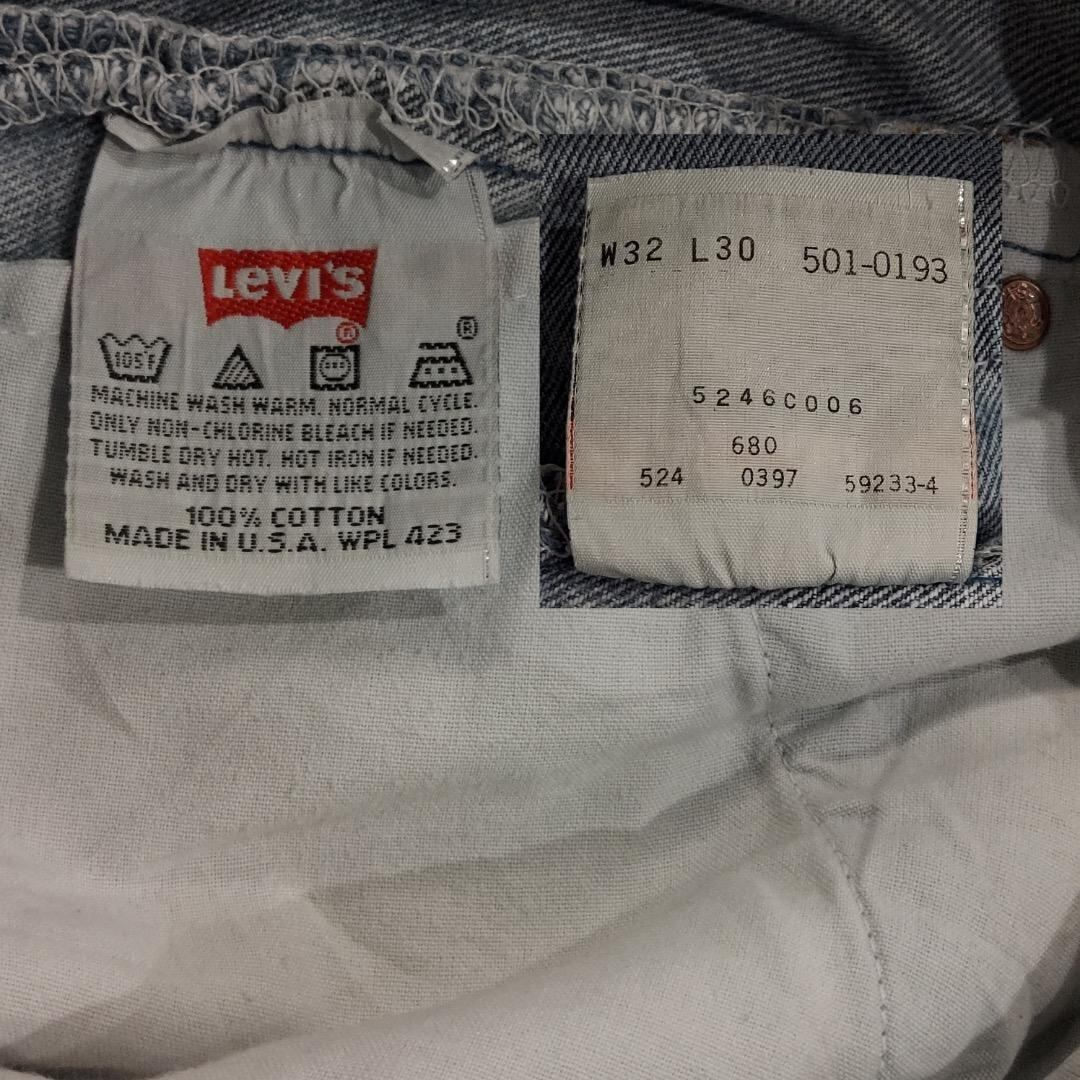 Levi's
®
®
105°F
MACHINE WASH WARM. NORMAL CYCLE.
ONLY NON-CHLORINE BLEACH IF NEEDED.
TUMBLE DRY HOT. HOT IRON IF NEEDED.
WASH AND DRY WITH LIKE COLORS.
100% COTTON
MADE IN U.S.A. WPL 423
W32 L30 501-0193
5246C006
680
524 0397 59233-4